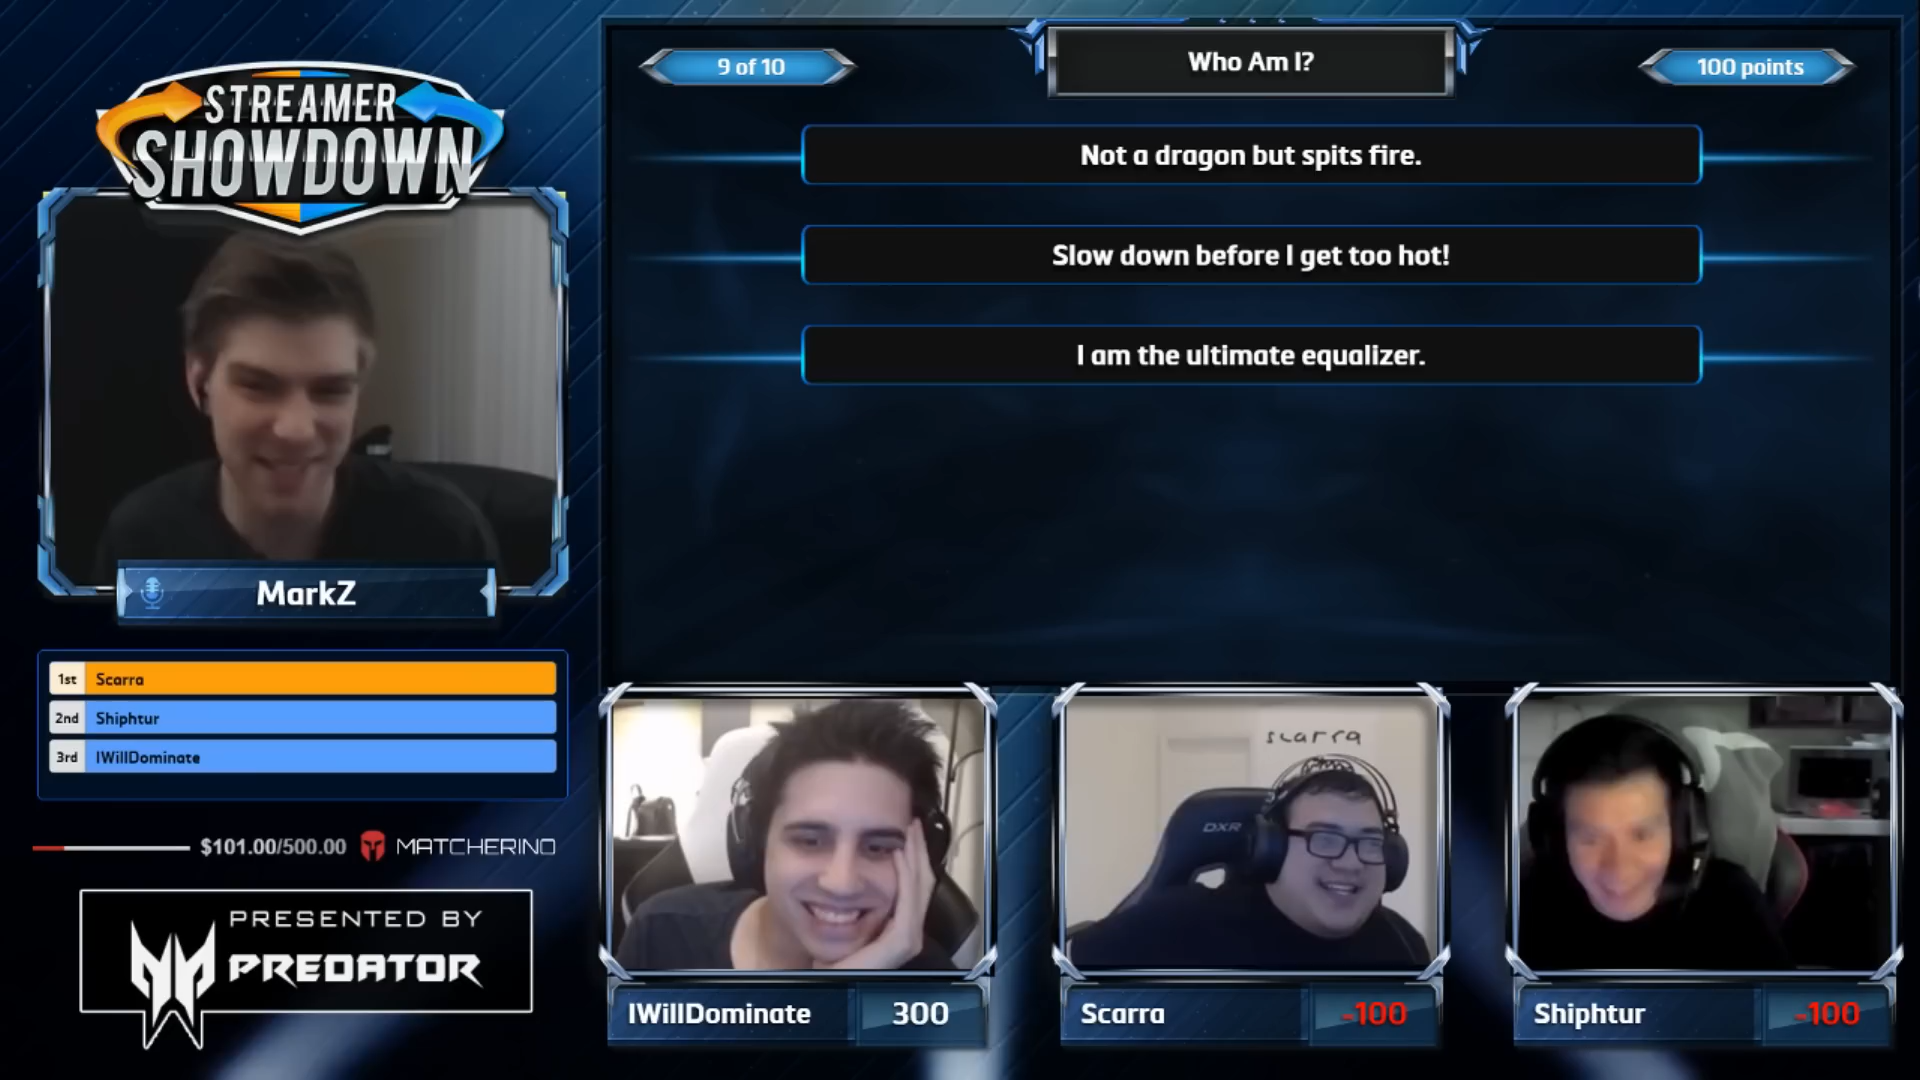 STREAMER
SHOWDOWN
MarkZ
1st Scarra
2nd Shiphtur
3rd IWillDominate
$101.00/500.00 MATCHERINO
PRESENTED BY
PREDATOR
9 of 10
Who Am I?
100 points
Not a dragon but spits fire.
Slow down before I get too hot!
I am the ultimate equalizer.
scarra
DXR
IWillDominate 300
Scarra -100
Shiphtur -100